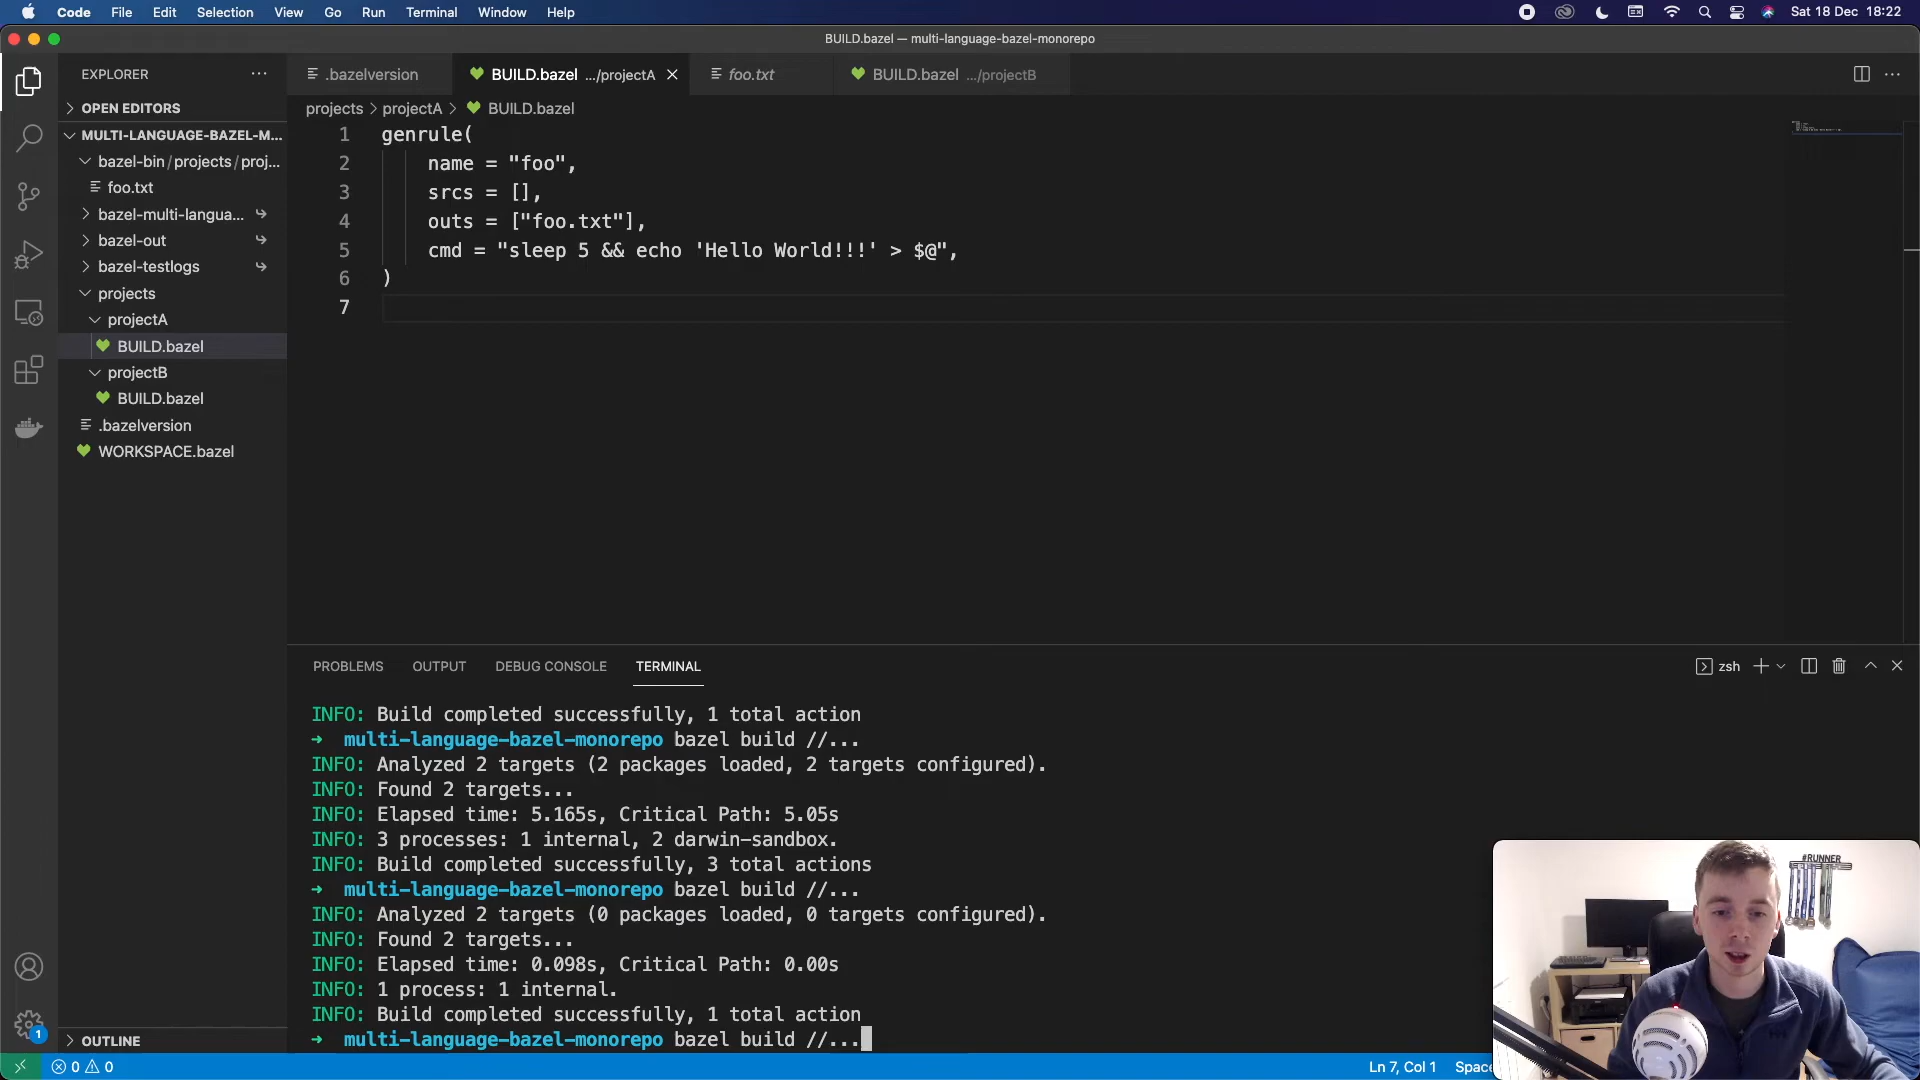 Code File Edit Selection View Go Run Terminal Window Help
Sat 18 Dec 18:22
BUILD.bazel — multi-language-bazel-monorepo
EXPLORER
.bazelversion
BUILD.bazel .../projectA
foo.txt
BUILD.bazel .../projectB
OPEN EDITORS
projects > projectA > BUILD.bazel
MULTI-LANGUAGE-BAZEL-M...
bazel-bin/projects/proj...
foo.txt
bazel-multi-langua...
bazel-out
bazel-testlogs
projects
projectA
BUILD.bazel
projectB
BUILD.bazel
.bazelversion
WORKSPACE.bazel
OUTLINE
1 genrule(
2 name = "foo",
3 srcs = [],
4 outs = ["foo.txt"],
5 cmd = "sleep 5 && echo 'Hello World!!!' > $@",
6 )
7
PROBLEMS OUTPUT DEBUG CONSOLE TERMINAL
zsh
INFO: Build completed successfully, 1 total action
➜ multi-language-bazel-monorepo bazel build //...
INFO: Analyzed 2 targets (2 packages loaded, 2 targets configured).
INFO: Found 2 targets...
INFO: Elapsed time: 5.165s, Critical Path: 5.05s
INFO: 3 processes: 1 internal, 2 darwin-sandbox.
INFO: Build completed successfully, 3 total actions
➜ multi-language-bazel-monorepo bazel build //...
INFO: Analyzed 2 targets (0 packages loaded, 0 targets configured).
INFO: Found 2 targets...
INFO: Elapsed time: 0.098s, Critical Path: 0.00s
INFO: 1 process: 1 internal.
INFO: Build completed successfully, 1 total action
➜ multi-language-bazel-monorepo bazel build //...
#RUNNER
1
0 0
Ln 7, Col 1
Space